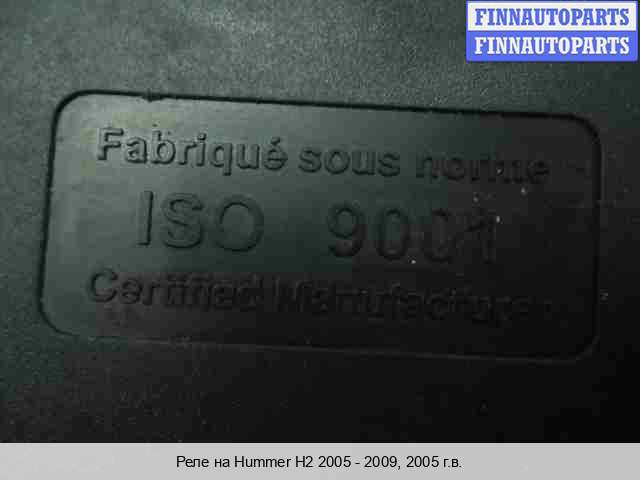 FINNAUTOPARTS
FINNAUTOPARTS
Fabriqué sous norme
ISO 9001
Certified Manufacturer
Реле на Hummer H2 2005 - 2009, 2005 г.в.